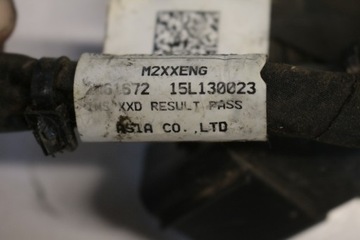 M2XXENG
15L130023
XXD RESULT PASS
ASIA CO.,LTD